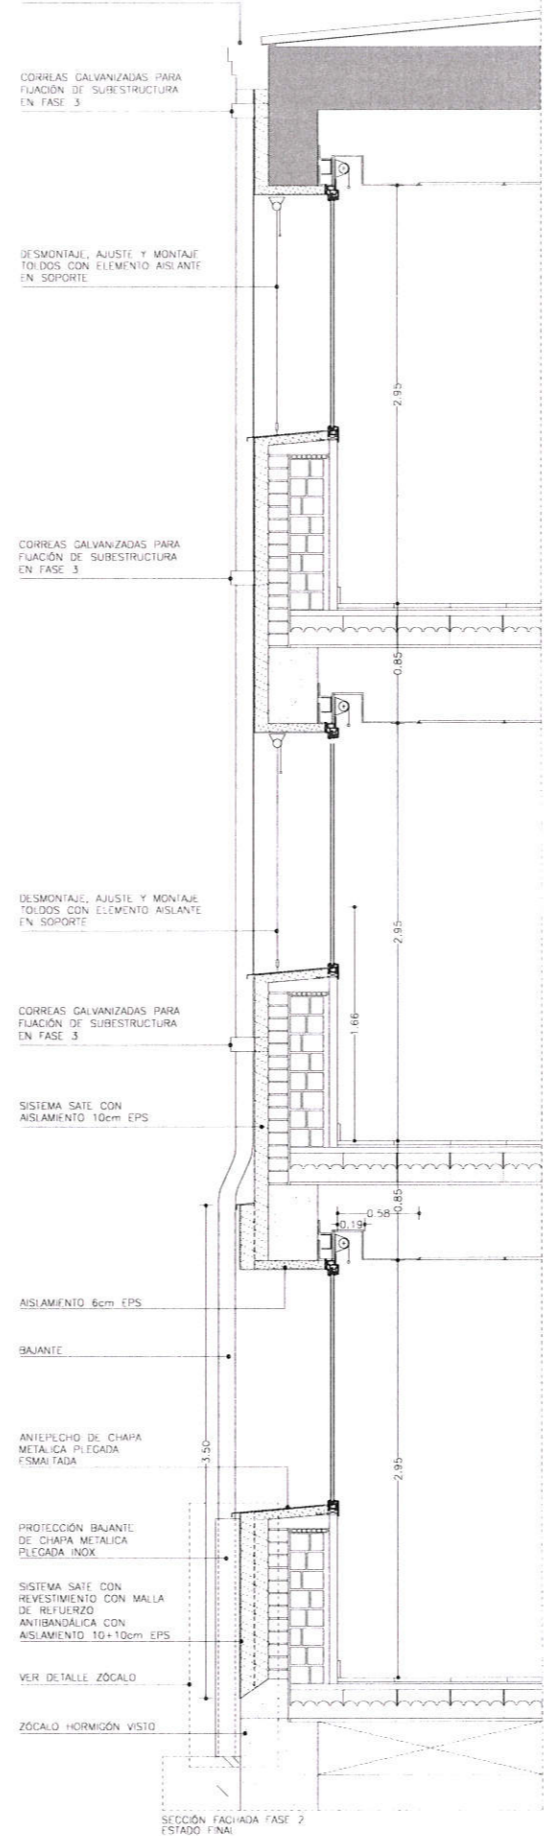 CORREAS GALVANIZADAS PARA
FIJACIÓN DE SUBESTRUCTURA
EN FASE 3
DESMONTAJE, AJUSTE Y MONTAJE
TOLDOS CON ELEMENTO AISLANTE
EN SOPORTE
2.95
CORREAS GALVANIZADAS PARA
FIJACIÓN DE SUBESTRUCTURA
EN FASE 3
0.85
DESMONTAJE, AJUSTE Y MONTAJE
TOLDOS CON ELEMENTO AISLANTE
EN SOPORTE
2.95
1.66
CORREAS GALVANIZADAS PARA
FIJACIÓN DE SUBESTRUCTURA
EN FASE 3
SISTEMA SATE CON
AISLAMIENTO 10cm EPS
0.85
0.58
0.19
AISLAMIENTO 6cm EPS
BAJANTE
3.50
2.95
ANTEPECHO DE CHAPA
METALICA PLEGADA
ESMALTADA
PROTECCIÓN BAJANTE
DE CHAPA METALICA
PLEGADA INOX
SISTEMA SATE CON
REVESTIMIENTO CON MALLA
DE REFUERZO
ANTIBANDÁLICA CON
AISLAMIENTO 10+10cm EPS
VER DETALLE ZÓCALO
ZÓCALO HORMIGÓN VISTO
SECCIÓN FACHADA FASE 2
ESTADO FINAL